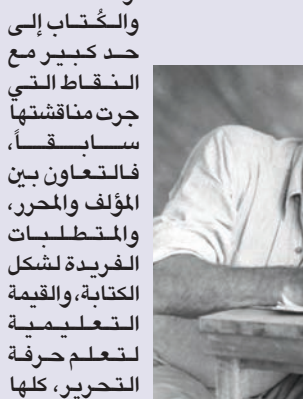 والكُتاب إلى
حد كبير مع
النقاط التي
جرت مناقشتها
سابقاً،
فالتعاون بين
المؤلف والمحرر،
والمتطلبات
الفريدة لشكل
الكتابة، والقيمة
التعليمية
لتعلم حرفة
التحرير، كلها